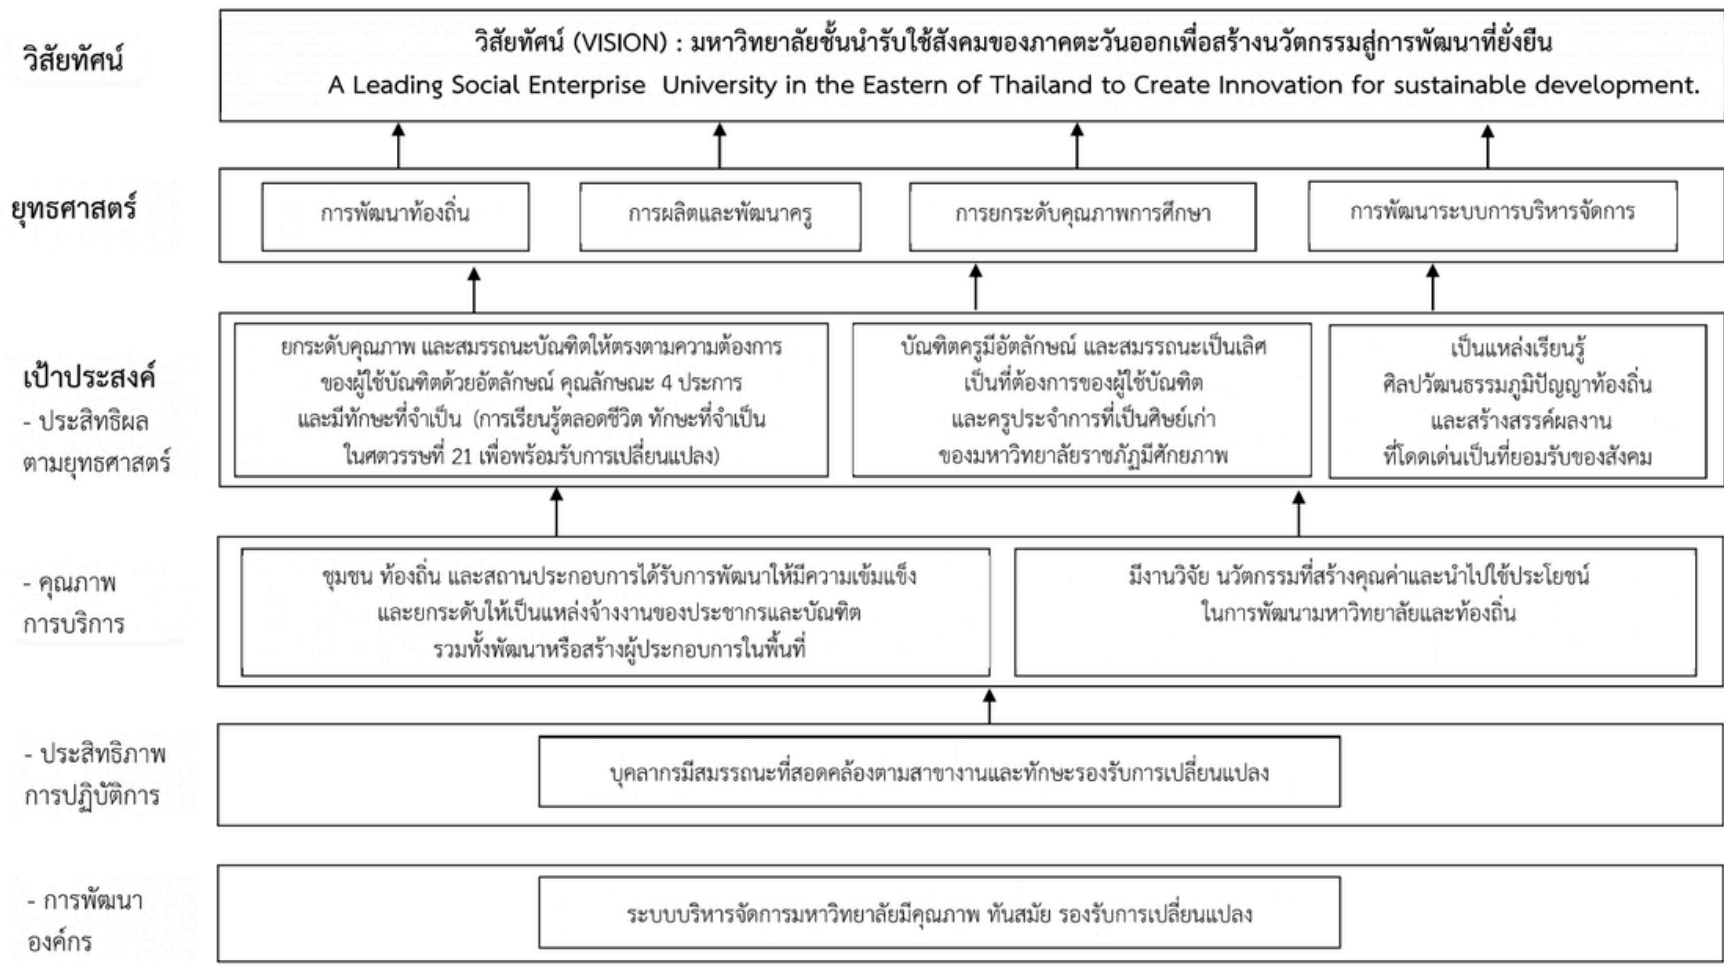 วิสัยทัศน์
วิสัยทัศน์ (VISION) : มหาวิทยาลัยชั้นนำรับใช้สังคมของภาคตะวันออกเพื่อสร้างนวัตกรรมสู่การพัฒนาที่ยั่งยืน
A Leading Social Enterprise University in the Eastern of Thailand to Create Innovation for sustainable development.
ยุทธศาสตร์
การพัฒนาท้องถิ่น
การผลิตและพัฒนาครู
การยกระดับคุณภาพการศึกษา
การพัฒนาระบบการบริหารจัดการ
เป้าประสงค์
- ประสิทธิผล
ตามยุทธศาสตร์
ยกระดับคุณภาพ และสมรรถนะบัณฑิตให้ตรงตามความต้องการ
ของผู้ใช้บัณฑิตด้วยอัตลักษณ์ คุณลักษณะ 4 ประการ
และมีทักษะที่จำเป็น (การเรียนรู้ตลอดชีวิต ทักษะที่จำเป็น
ในศตวรรษที่ 21 เพื่อพร้อมรับการเปลี่ยนแปลง)
บัณฑิตครูมีอัตลักษณ์ และสมรรถนะเป็นเลิศ
เป็นที่ต้องการของผู้ใช้บัณฑิต
และครูประจำการที่เป็นศิษย์เก่า
ของมหาวิทยาลัยราชภัฏมีศักยภาพ
เป็นแหล่งเรียนรู้
ศิลปวัฒนธรรมภูมิปัญญาท้องถิ่น
และสร้างสรรค์ผลงาน
ที่โดดเด่นเป็นที่ยอมรับของสังคม
- คุณภาพ
การบริการ
ชุมชน ท้องถิ่น และสถานประกอบการได้รับการพัฒนาให้มีความเข้มแข็ง
และยกระดับให้เป็นแหล่งจ้างงานของประชากรและบัณฑิต
รวมทั้งพัฒนาหรือสร้างผู้ประกอบการในพื้นที่
มีงานวิจัย นวัตกรรมที่สร้างคุณค่าและนำไปใช้ประโยชน์
ในการพัฒนามหาวิทยาลัยและท้องถิ่น
- ประสิทธิภาพ
การปฏิบัติการ
บุคลากรมีสมรรถนะที่สอดคล้องตามสาขางานและทักษะรองรับการเปลี่ยนแปลง
- การพัฒนา
องค์กร
ระบบบริหารจัดการมหาวิทยาลัยมีคุณภาพ ทันสมัย รองรับการเปลี่ยนแปลง